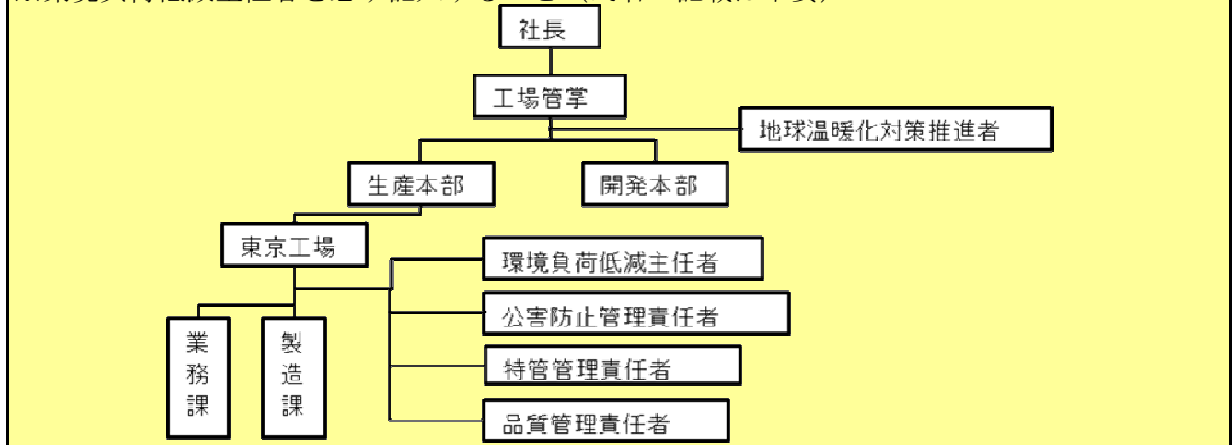 社長
工場管掌
地球温暖化対策推進者
生産本部
開発本部
東京工場
環境負荷低減主任者
公害防止管理責任者
特管管理責任者
品質管理責任者
業務課
製造課